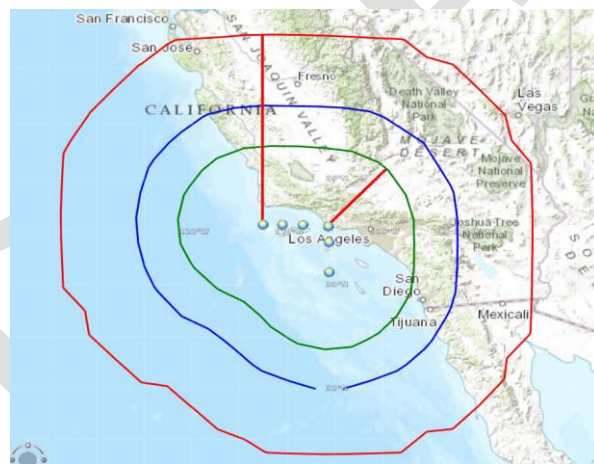 San Francisco
San Jose
SAN JOAQUIN VALLEY
Fresno
Death Valley
National
Park
Las
Vegas
CALIFORNIA
MOJAVE
DESERT
Mojave
National
Preserve
Joshua Tree
National
Park
Los Angeles
San
Diego
Tijuana
Mexicali